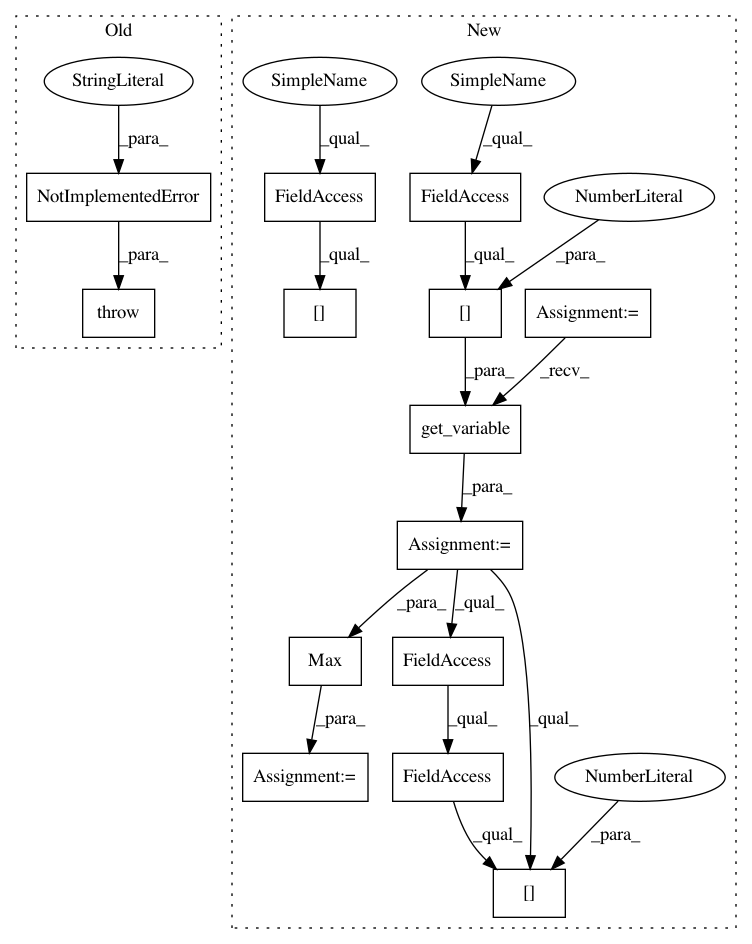 Old
New
StringLiteral
SimpleName
SimpleName
_para_
_qual_
_qual_
NotImplementedError
FieldAccess
FieldAccess
NumberLiteral
_para_
_qual_
_qual_
_para_
throw
[]
[]
Assignment:=
_para_
_recv_
get_variable
_para_
Assignment:=
_para_
_qual_
Max
FieldAccess
_para_
_qual_
_qual_
Assignment:=
FieldAccess
NumberLiteral
_qual_
_para_
[]